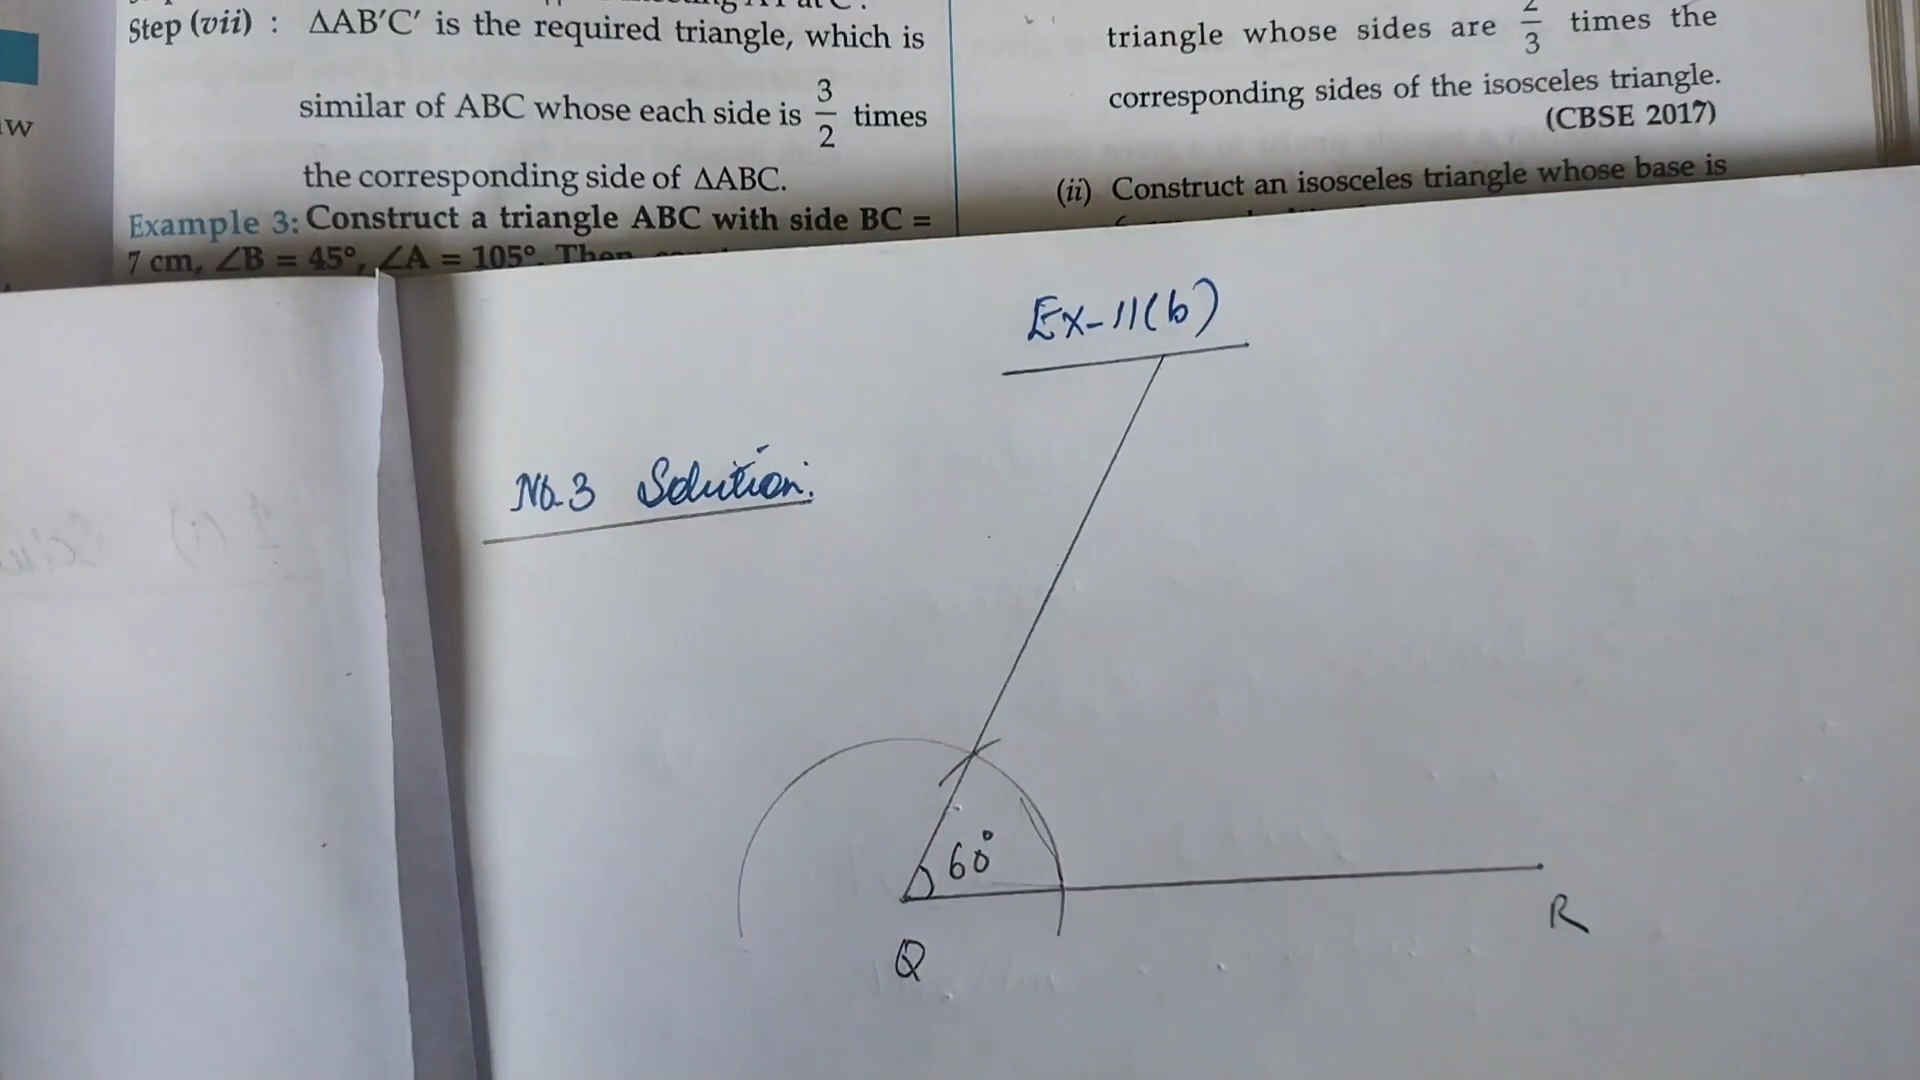 Step (vii) : ΔAB′C′ is the required triangle, which is
similar of ABC whose each side is 3/2 times
the corresponding side of ΔABC.
Example 3: Construct a triangle ABC with side BC =
7 cm, ∠B = 45°, ∠A = 105°. Then
triangle whose sides are 2/3 times the
corresponding sides of the isosceles triangle.
(CBSE 2017)
(ii) Construct an isosceles triangle whose base is
Ex-11(b)
No.3 Solution:
60°
Q
R